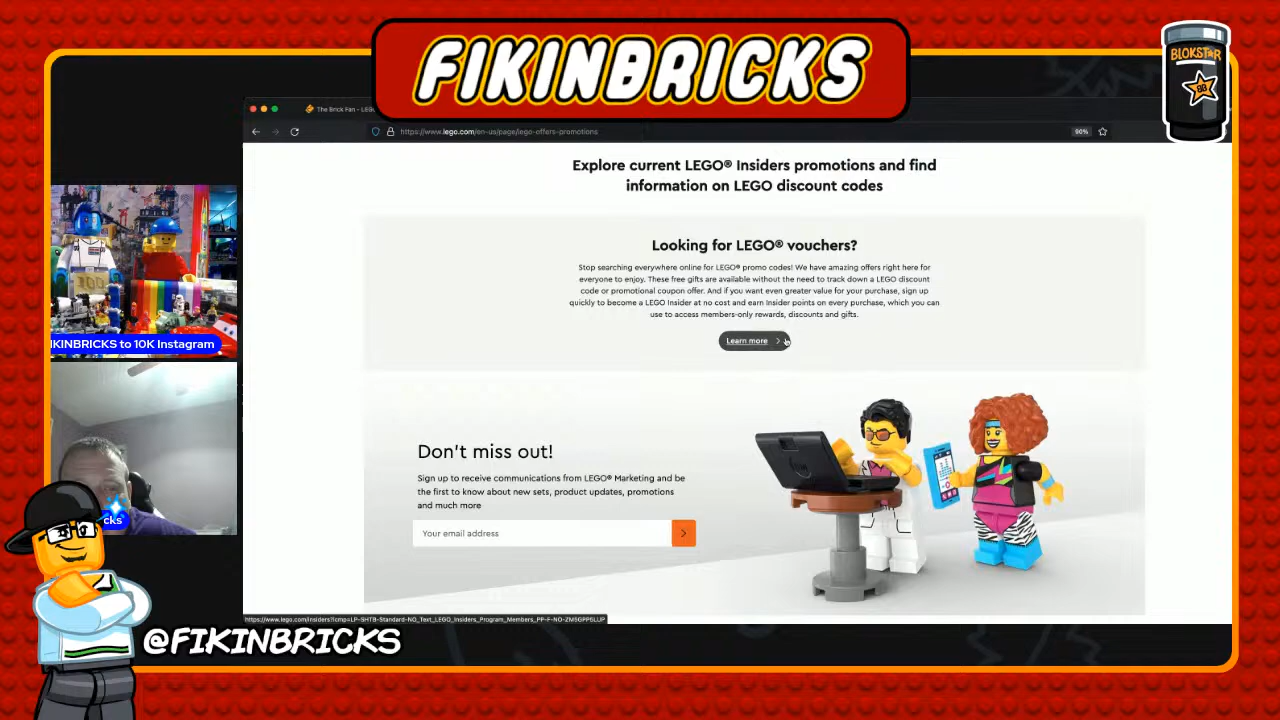 FIKINBRICKS
BLOKSTAR
The Brick Fan - LEG
https://www.lego.com/en-us/page/lego-offers-promotions
90%
Explore current LEGO® Insiders promotions and find
information on LEGO discount codes
Looking for LEGO® vouchers?
Stop searching everywhere online for LEGO® promo codes! We have amazing offers right here for
everyone to enjoy. These free gifts are available without the need to track down a LEGO discount
code or promotional coupon offer. And if you want even greater value for your purchase, sign up
quickly to become a LEGO Insider at no cost and earn Insider points on every purchase, which you can
use to access members-only rewards, discounts and gifts.
Learn more
IKINBRICKS to 10K Instagram
Don't miss out!
Sign up to receive communications from LEGO® Marketing and be
the first to know about new sets, product updates, promotions
and much more
Your email address
cks
@FIKINBRICKS